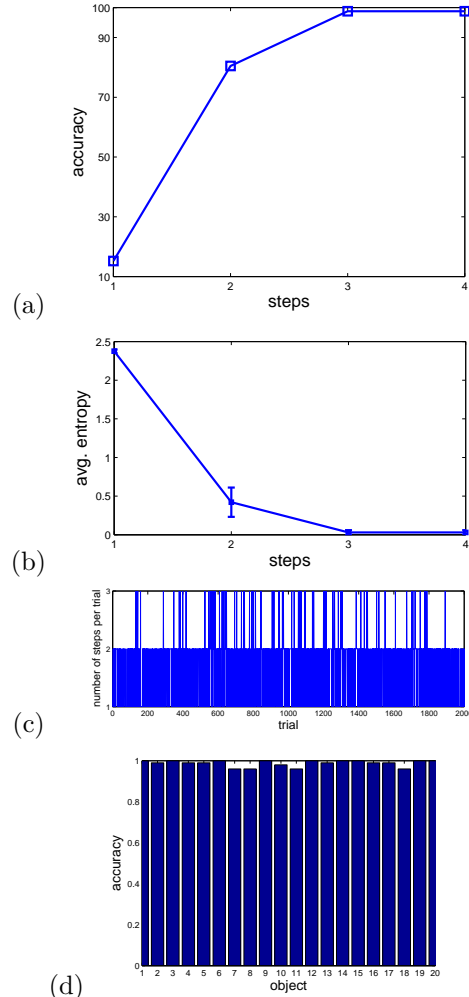 100
90
70
accuracy
50
30
10
1 2 3 4
steps
(a)
2.5
2
1.5
avg. entropy
1
0.5
0
1 2 3 4
steps
(b)
3
number of steps per trial
2
1
0 200 400 600 800 1000 1200 1400 1600 1800 2000
trial
(c)
1
0.8
0.6
accuracy
0.4
0.2
0
1 2 3 4 5 6 7 8 9 10 11 12 13 14 15 16 17 18 19 20
object
(d)